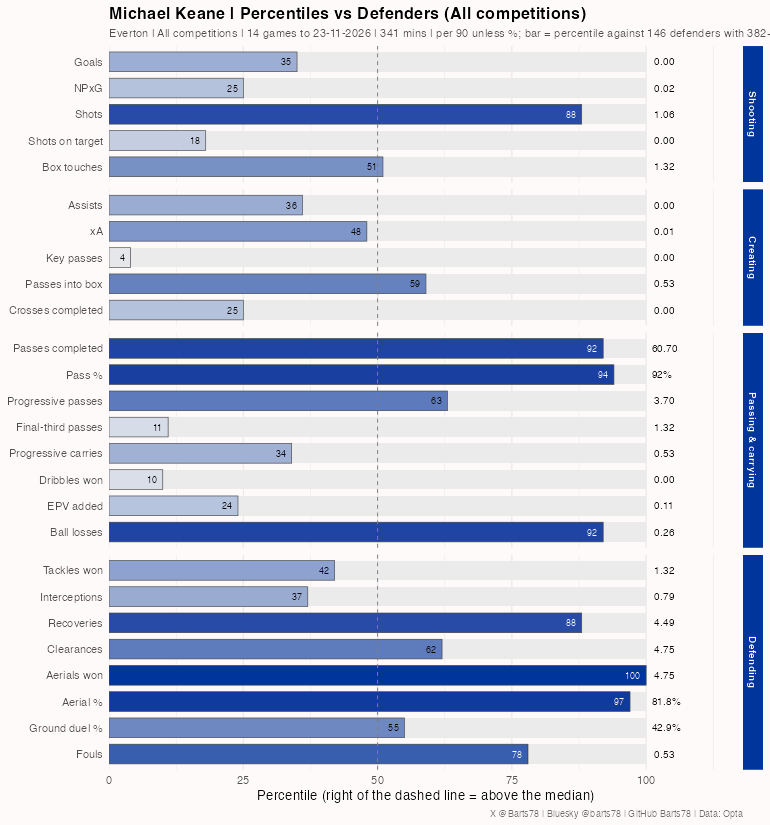 Michael Keane | Percentiles vs Defenders (All competitions)
Everton | All competitions | 14 games to 23-11-2026 | 341 mins | per 90 unless %; bar = percentile against 146 defenders with 382-
Goals 35 0.00
NPxG 25 0.02
Shots 88 1.06
Shots on target 18 0.00
Box touches 51 1.32
Shooting
Assists 36 0.00
xA 48 0.01
Key passes 4 0.00
Passes into box 59 0.53
Crosses completed 25 0.00
Creating
Passes completed 92 60.70
Pass % 94 92%
Progressive passes 63 3.70
Final-third passes 11 1.32
Progressive carries 34 0.53
Dribbles won 10 0.00
EPV added 24 0.11
Ball losses 92 0.26
Passing & carrying
Tackles won 42 1.32
Interceptions 37 0.79
Recoveries 88 4.49
Clearances 62 4.75
Aerials won 100 4.75
Aerial % 97 81.8%
Ground duel % 55 42.9%
Fouls 78 0.53
Defending
0 25 50 75 100
Percentile (right of the dashed line = above the median)
X @Barts78 | Bluesky @barts78 | GitHub Barts78 | Data: Opta